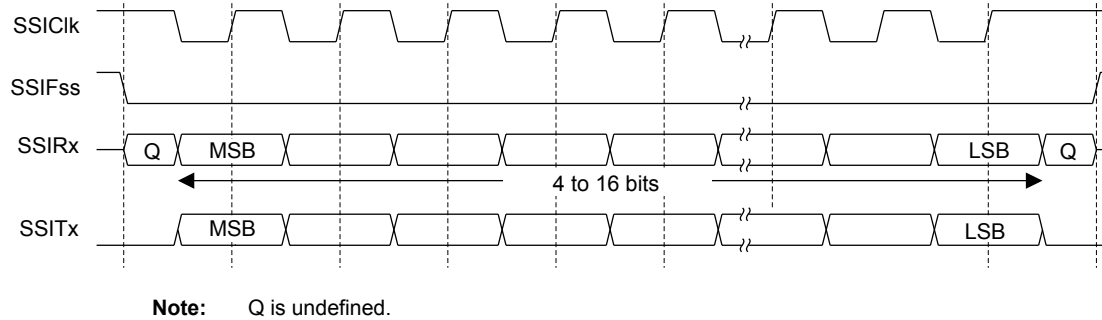 SSIClk
SSIFss
SSIRx Q MSB LSB Q
4 to 16 bits
SSITx MSB LSB
Note: Q is undefined.